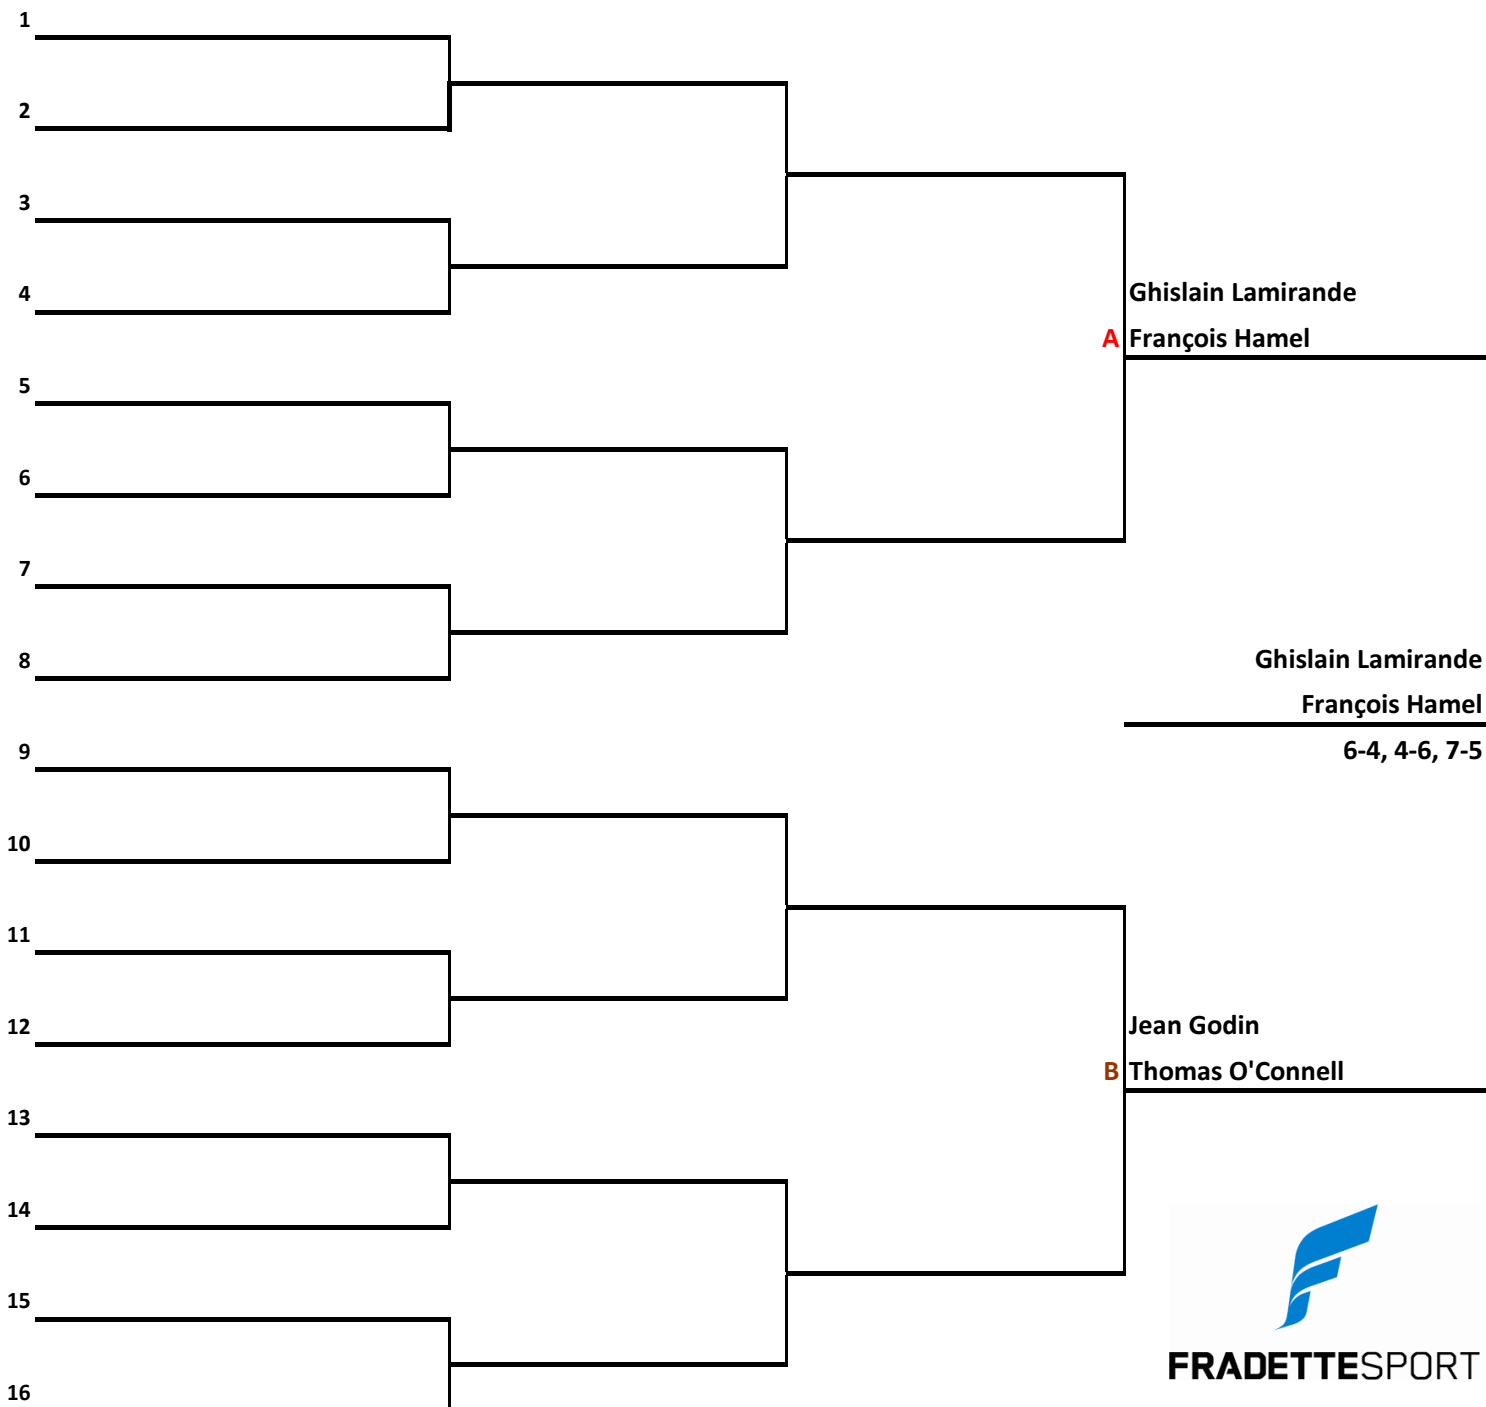 1
2
3
4
Ghislain Lamirande
A François Hamel
5
6
7
8
Ghislain Lamirande
François Hamel
9
6-4, 4-6, 7-5
10
11
12
Jean Godin
B Thomas O'Connell
13
14
15
FRADETTESPORT
16